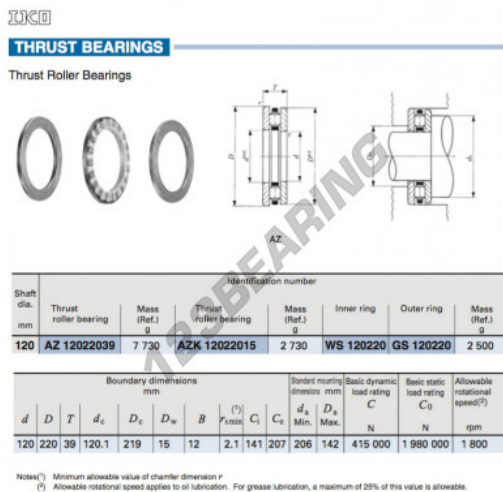 IKO
THRUST BEARINGS
Thrust Roller Bearings
T
r
r
D
d
AZ
123BEARING
Identification number
Shaft dia. mm | Thrust roller bearing | Mass (Ref.) g | Thrust roller bearing | Mass (Ref.) g | Inner ring | Outer ring | Mass (Ref.) g
120 | AZ 12022039 | 7 730 | AZK 12022015 | 2 730 | WS 120220 | GS 120220 | 2 500
Boundary dimensions mm | Standard mounting dimensions mm | Basic dynamic load rating C N | Basic static load rating C0 N | Allowable rotational speed(2) rpm
d | D | T | dc | Dc | Dw | B | rsmin(1) | Ci | Ce | da Min. | Da Max.
120 | 220 | 39 | 120.1 | 219 | 15 | 12 | 2.1 | 141 | 207 | 206 | 142 | 415 000 | 1 980 000 | 1 800
Notes(1) Minimum allowable value of chamfer dimension r
(2) Allowable rotational speed applies to oil lubrication. For grease lubrication, a maximum of 25% of this value is allowable.